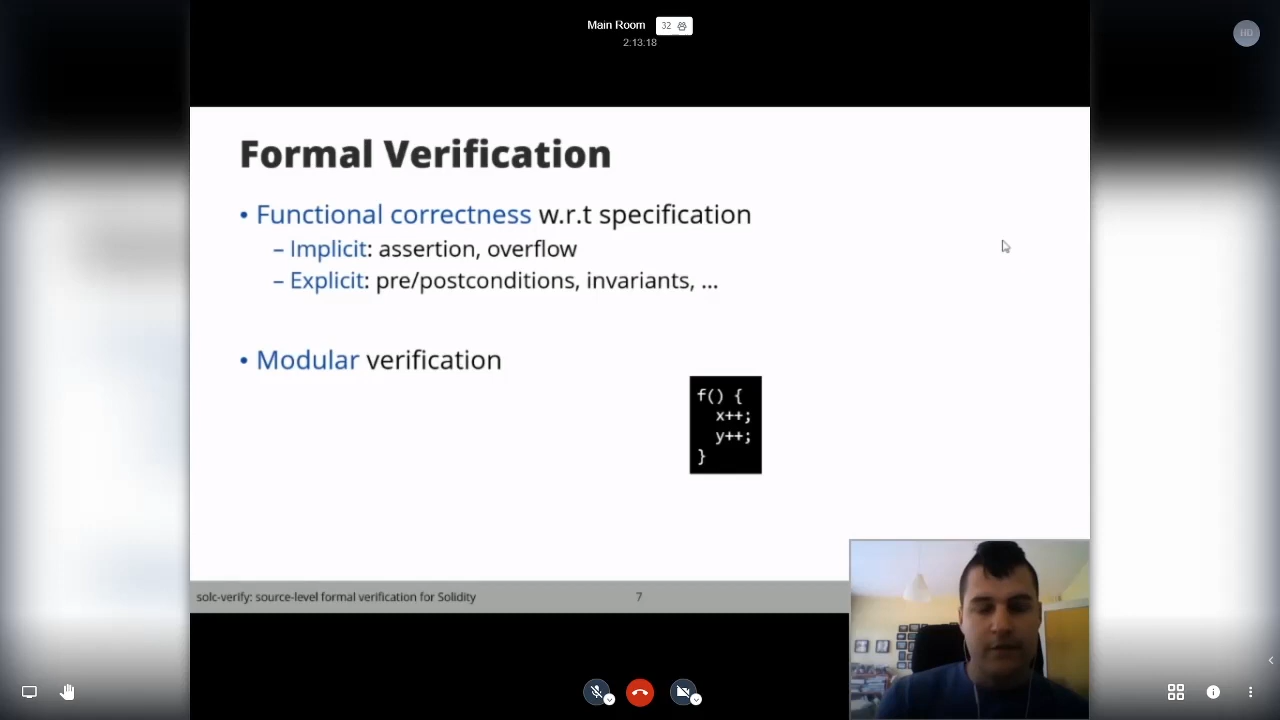 Main Room 32
2.13.18
HD
Formal Verification
• Functional correctness w.r.t specification
– Implicit: assertion, overflow
– Explicit: pre/postconditions, invariants, ...
• Modular verification
f() {
x++;
y++;
}
solc-verify: source-level formal verification for Solidity 7